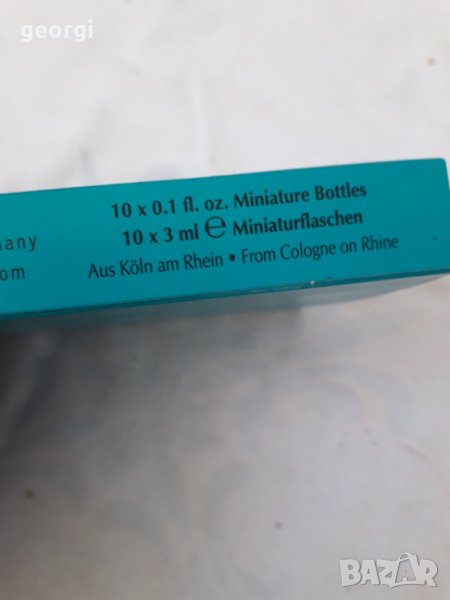 georgi
10 x 0.1 fl. oz. Miniature Bottles
10 x 3 ml ℮ Miniaturflaschen
Aus Köln am Rhein • From Cologne on Rhine
any
om
BAZAR